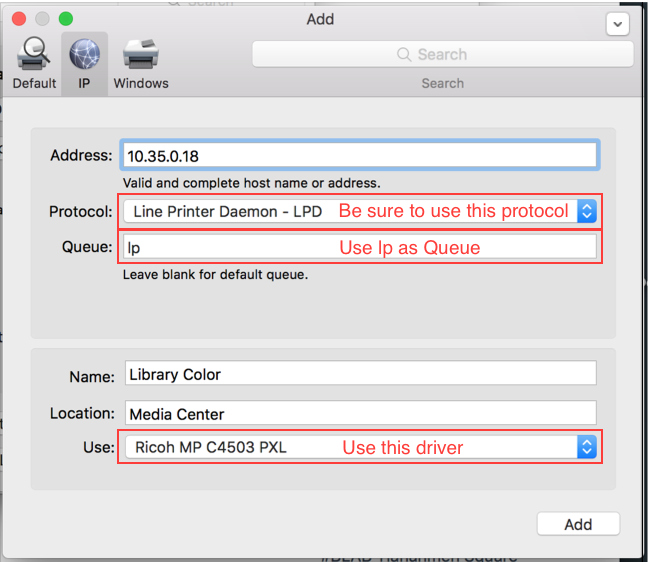 Search
Add
Default
IP
Windows
Search
Search
Address:
10.35.0.18
Valid and complete host name or address.
Protocol:
Line Printer Daemon - LPD
Be sure to use this protocol
Queue:
lp
Use lp as Queue
Leave blank for default queue.
Name:
Library Color
Location:
Media Center
Use:
Ricoh MP C4503 PXL
Use this driver
Add